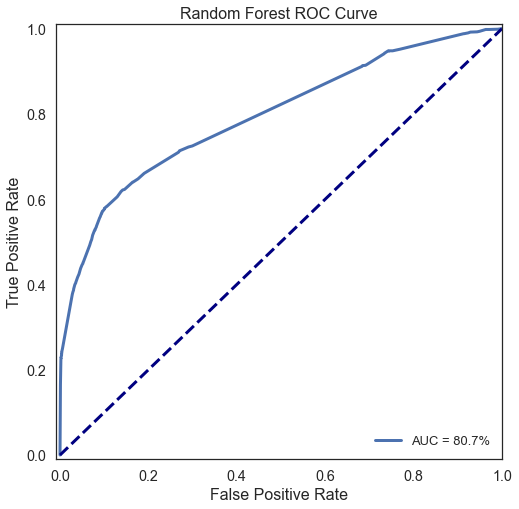 Random Forest ROC Curve
True Positive Rate
1.0
0.8
0.6
0.4
0.2
0.0
AUC = 80.7%
0.0 0.2 0.4 0.6 0.8 1.0
False Positive Rate